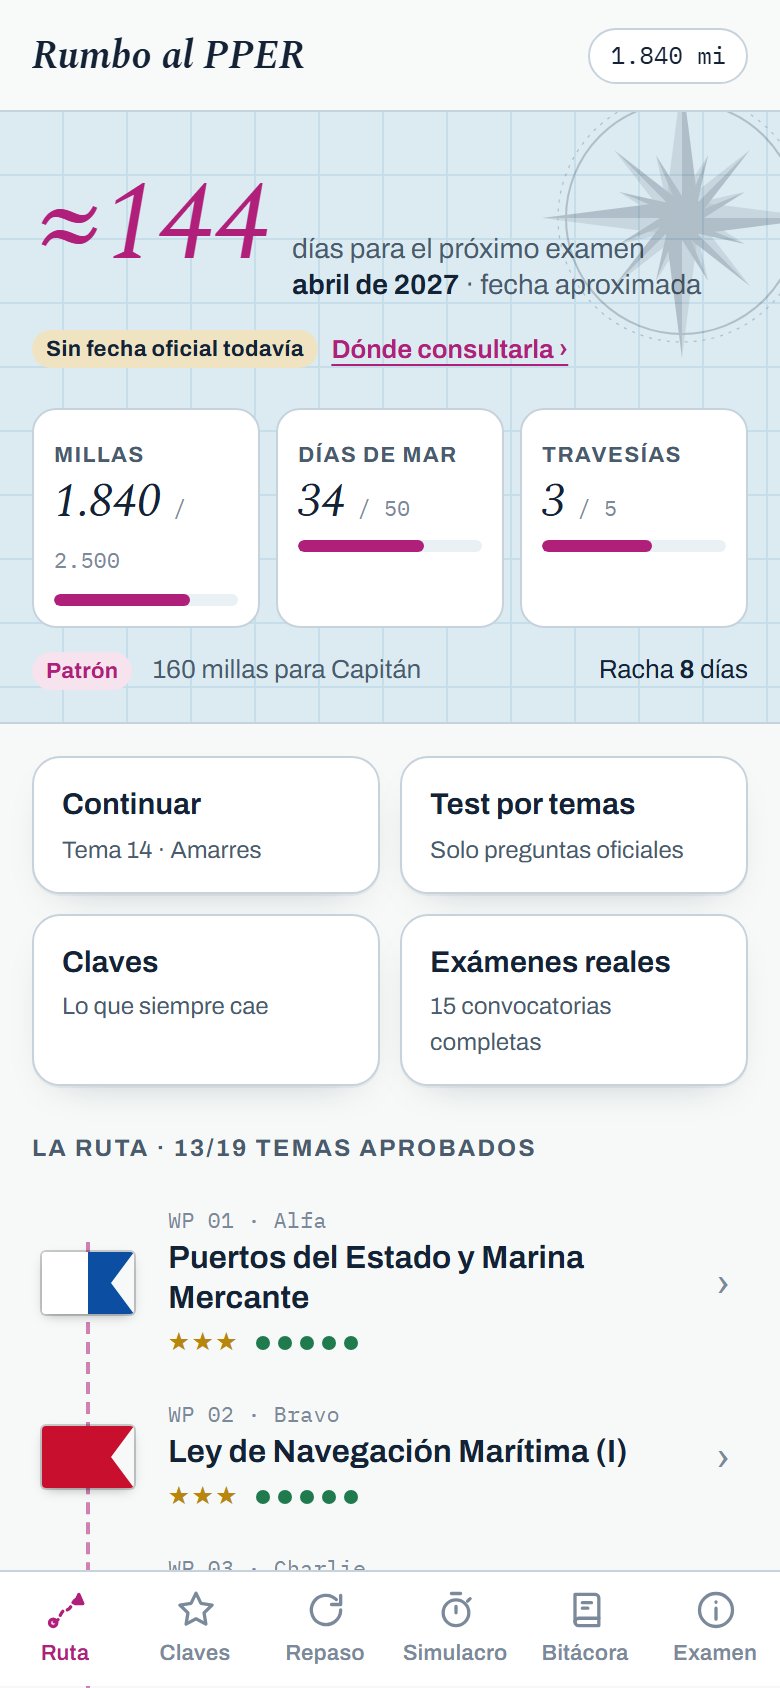 Rumbo al PPER
1.840 mi
≈144
días para el próximo examen
abril de 2027 · fecha aproximada
Sin fecha oficial todavía
Dónde consultarla ›
MILLAS
1.840 /
2.500
DÍAS DE MAR
34 / 50
TRAVESÍAS
3 / 5
Patrón
160 millas para Capitán
Racha 8 días
Continuar
Tema 14 · Amarres
Test por temas
Solo preguntas oficiales
Claves
Lo que siempre cae
Exámenes reales
15 convocatorias
completas
LA RUTA · 13/19 TEMAS APROBADOS
WP 01 · Alfa
Puertos del Estado y Marina
Mercante
★★★ ●●●●●
›
WP 02 · Bravo
Ley de Navegación Marítima (I)
★★★ ●●●●●
›
WP 03 · Charlie
Ruta
Claves
Repaso
Simulacro
Bitácora
Examen